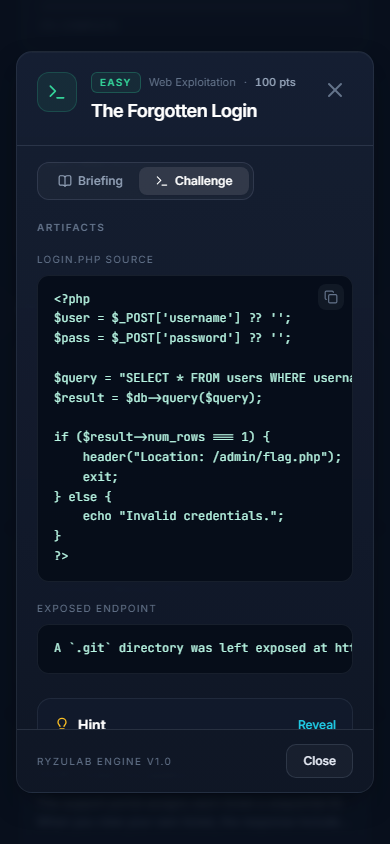 EASY Web Exploitation · 100 pts
The Forgotten Login
Briefing Challenge
ARTIFACTS
LOGIN.PHP SOURCE
<?php
$user = $_POST['username'] ?? '';
$pass = $_POST['password'] ?? '';
$query = "SELECT * FROM users WHERE userna
$result = $db->query($query);
if ($result->num_rows === 1) {
    header("Location: /admin/flag.php");
    exit;
} else {
    echo "Invalid credentials.";
}
?>
EXPOSED ENDPOINT
A `.git` directory was left exposed at htt
Hint Reveal
RYZULAB ENGINE V1.0 Close